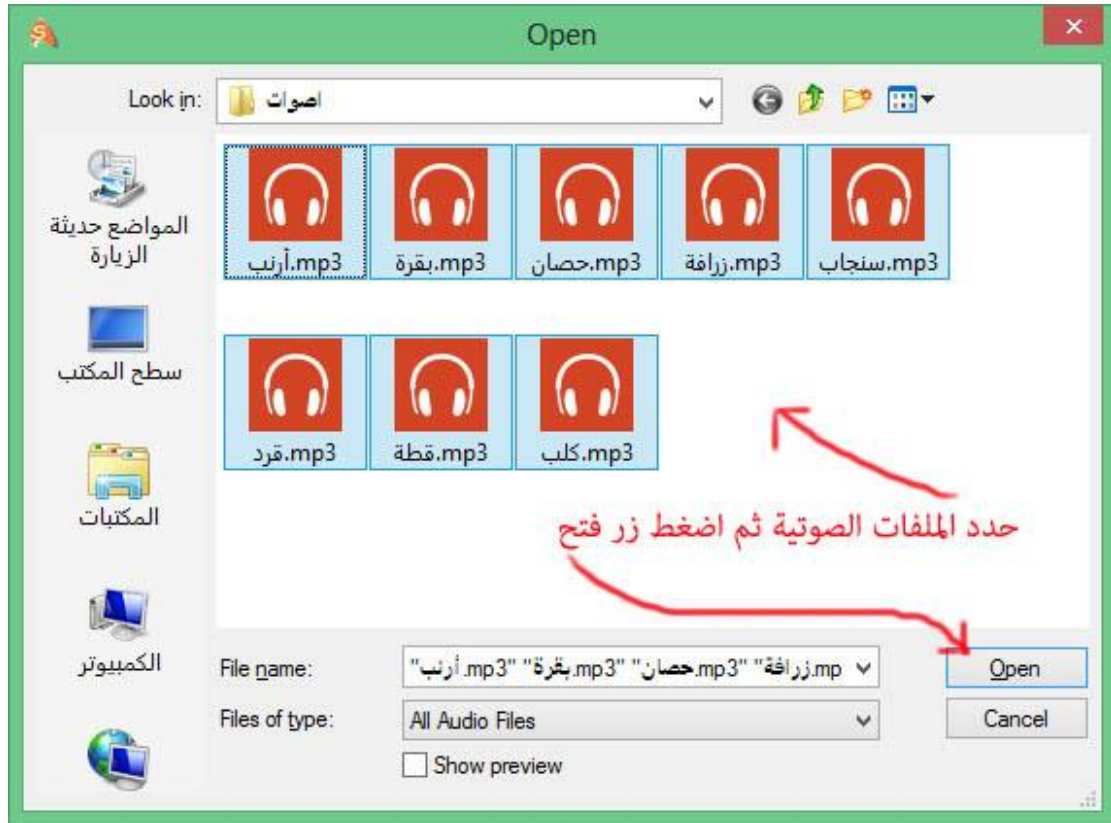 Open
Look in:
اصوات
المواضع حديثة
الزيارة
سطح المكتب
المكتبات
الكمبيوتر
أرنب.mp3
بقرة.mp3
حصان.mp3
زرافة.mp3
سنجاب.mp3
قرد.mp3
قطة.mp3
كلب.mp3
حدد الملفات الصوتية ثم اضغط زر فتح
File name:
"أرنب.mp3" "بقرة.mp3" "حصان.mp3" "زرافة.mp
Open
Files of type:
All Audio Files
Cancel
Show preview